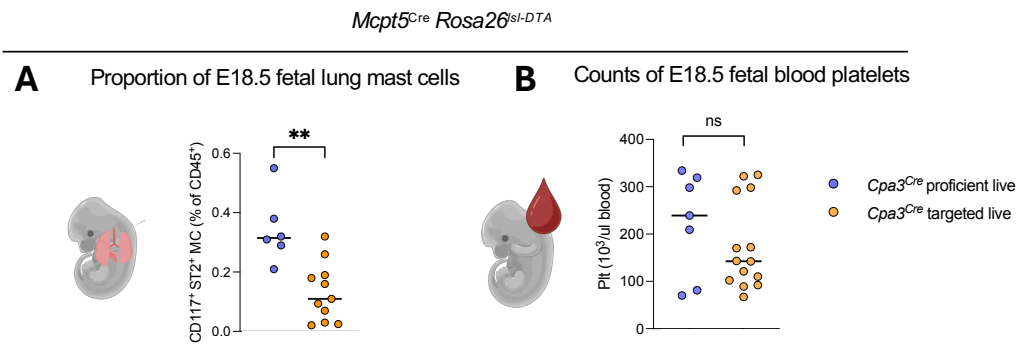 Mcpt5Cre Rosa26lsl-DTA
A
Proportion of E18.5 fetal lung mast cells
B
Counts of E18.5 fetal blood platelets
CD117+ ST2+ MC (% of CD45+)
0.6
0.4
0.2
0.0
**
Plt (10³/ul blood)
400
300
200
100
0
ns
Cpa3Cre proficient live
Cpa3Cre targeted live